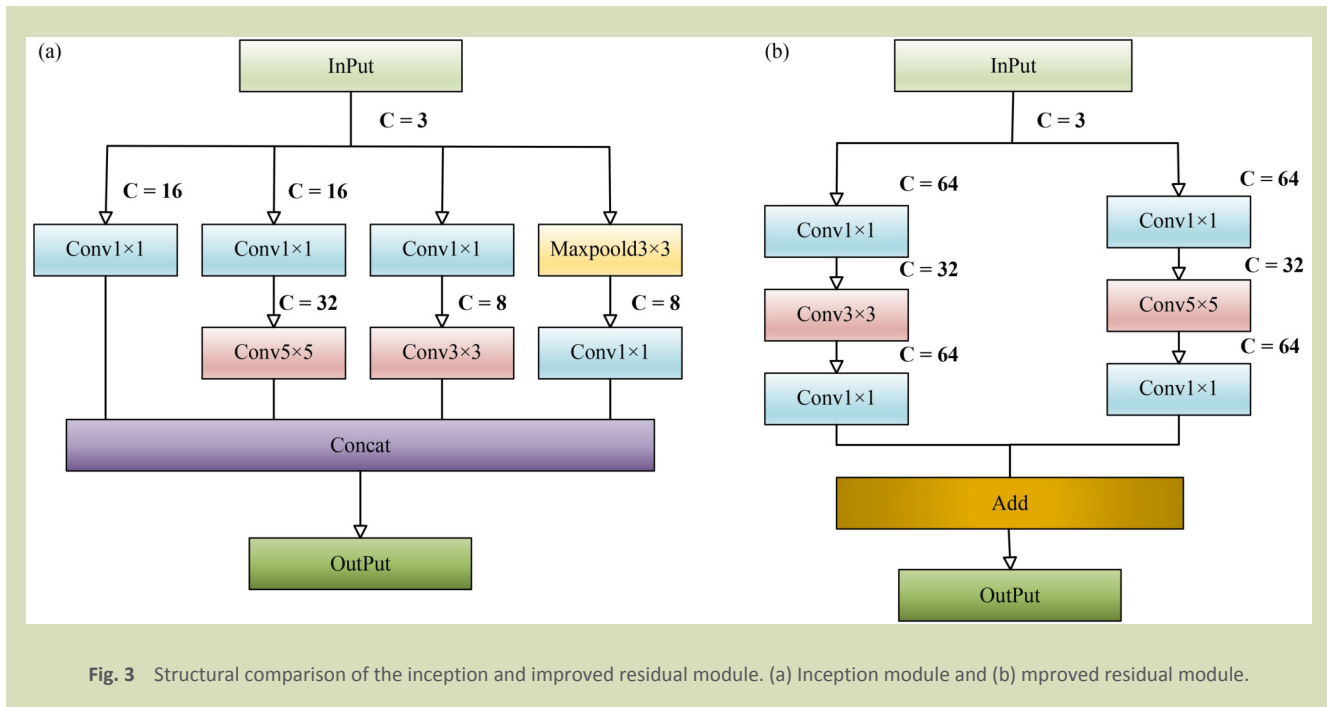 (a)
InPut
C = 3
C = 16
C = 16
Conv1×1
Conv1×1
Conv1×1
Maxpoold3×3
C = 32
C = 8
C = 8
Conv5×5
Conv3×3
Conv1×1
Concat
OutPut
(b)
InPut
C = 3
C = 64
C = 64
Conv1×1
Conv1×1
C = 32
C = 32
Conv3×3
Conv5×5
C = 64
C = 64
Conv1×1
Conv1×1
Add
OutPut
Fig. 3 Structural comparison of the inception and improved residual module. (a) Inception module and (b) mproved residual module.